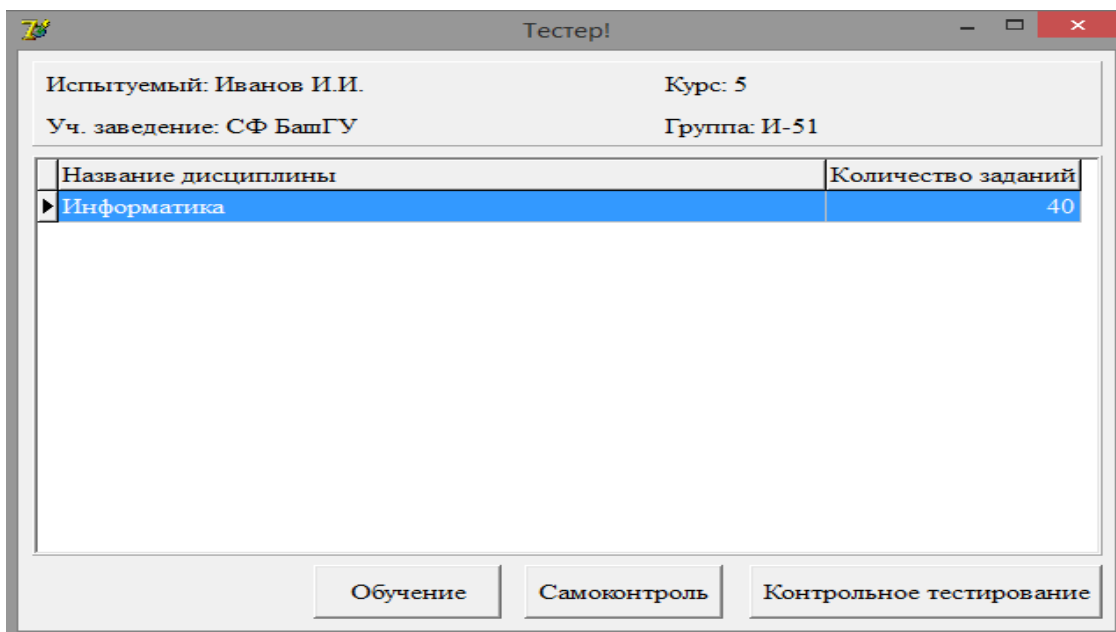 Тестер!
Испытуемый: Иванов И.И. Курс: 5
Уч. заведение: СФ БашГУ Группа: И-51
Название дисциплины Количество заданий
Информатика 40
Обучение Самоконтроль Контрольное тестирование